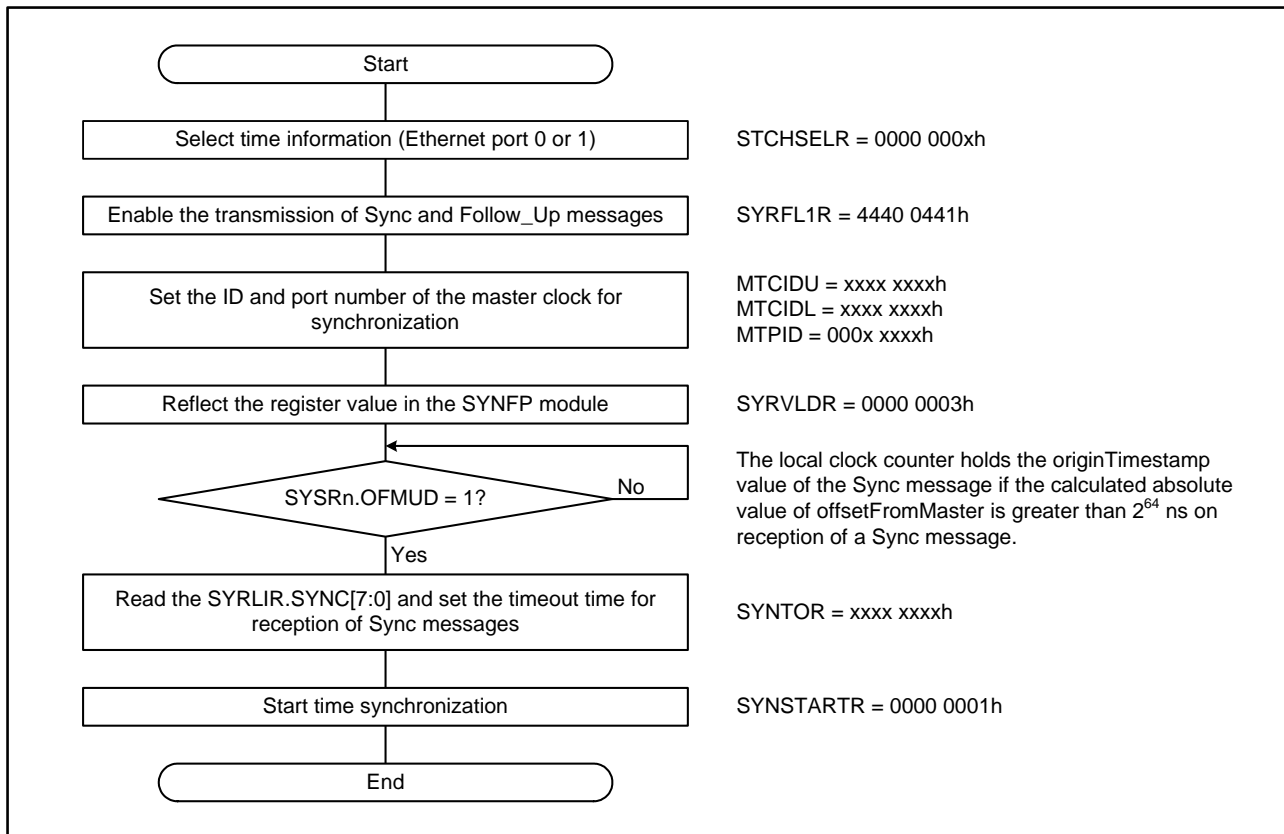 Start
Select time information (Ethernet port 0 or 1)
STCHSELR = 0000 000xh
Enable the transmission of Sync and Follow_Up messages
SYRFL1R = 4440 0441h
Set the ID and port number of the master clock for
synchronization
MTCIDU = xxxx xxxxh
MTCIDL = xxxx xxxxh
MTPID = 000x xxxxh
Reflect the register value in the SYNFP module
SYRVLDR = 0000 0003h
SYSRn.OFMUD = 1?
No
Yes
The local clock counter holds the originTimestamp
value of the Sync message if the calculated absolute
value of offsetFromMaster is greater than 2^64 ns on
reception of a Sync message.
Read the SYRLIR.SYNC[7:0] and set the timeout time for
reception of Sync messages
SYNTOR = xxxx xxxxh
Start time synchronization
SYNSTARTR = 0000 0001h
End